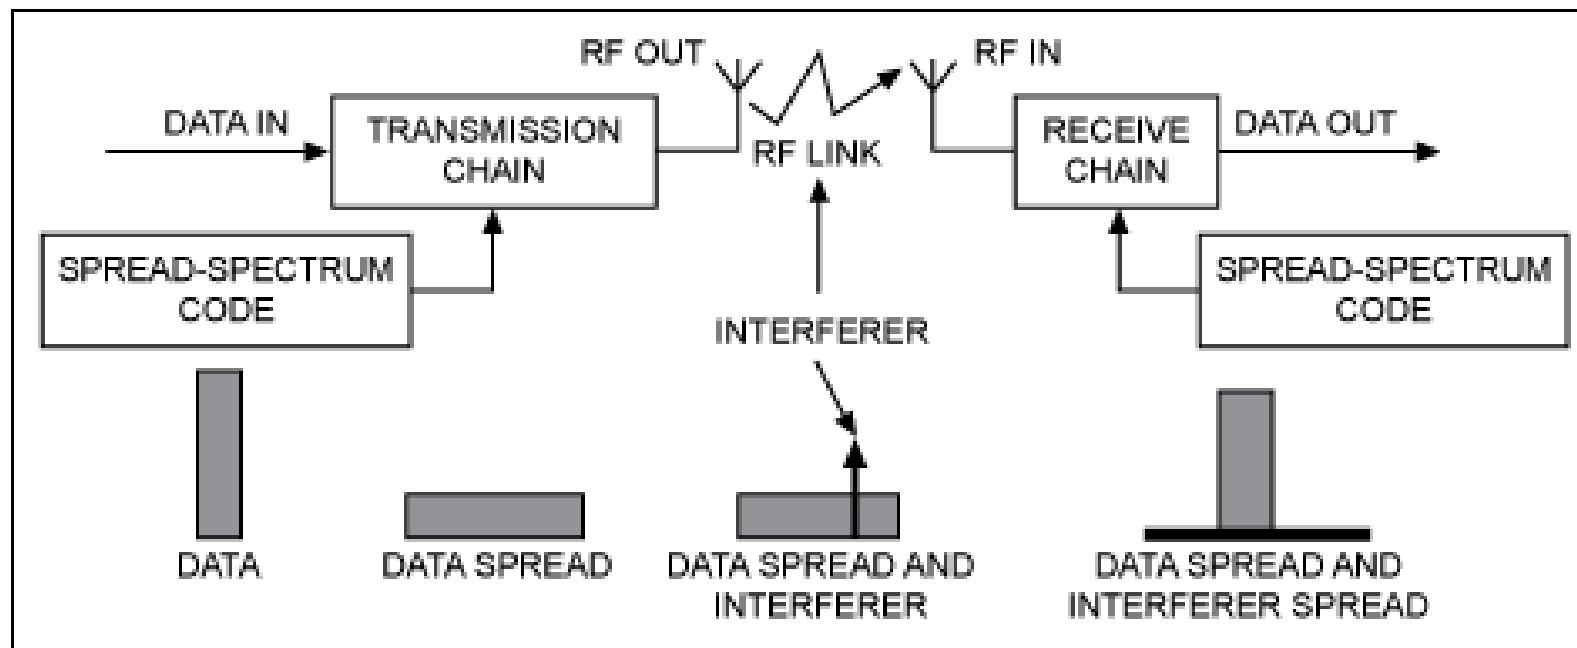 RF OUT
RF IN
DATA IN
TRANSMISSION
CHAIN
RF LINK
RECEIVE
CHAIN
DATA OUT
SPREAD-SPECTRUM
CODE
SPREAD-SPECTRUM
CODE
INTERFERER
DATA
DATA SPREAD
DATA SPREAD AND
INTERFERER
DATA SPREAD AND
INTERFERER SPREAD